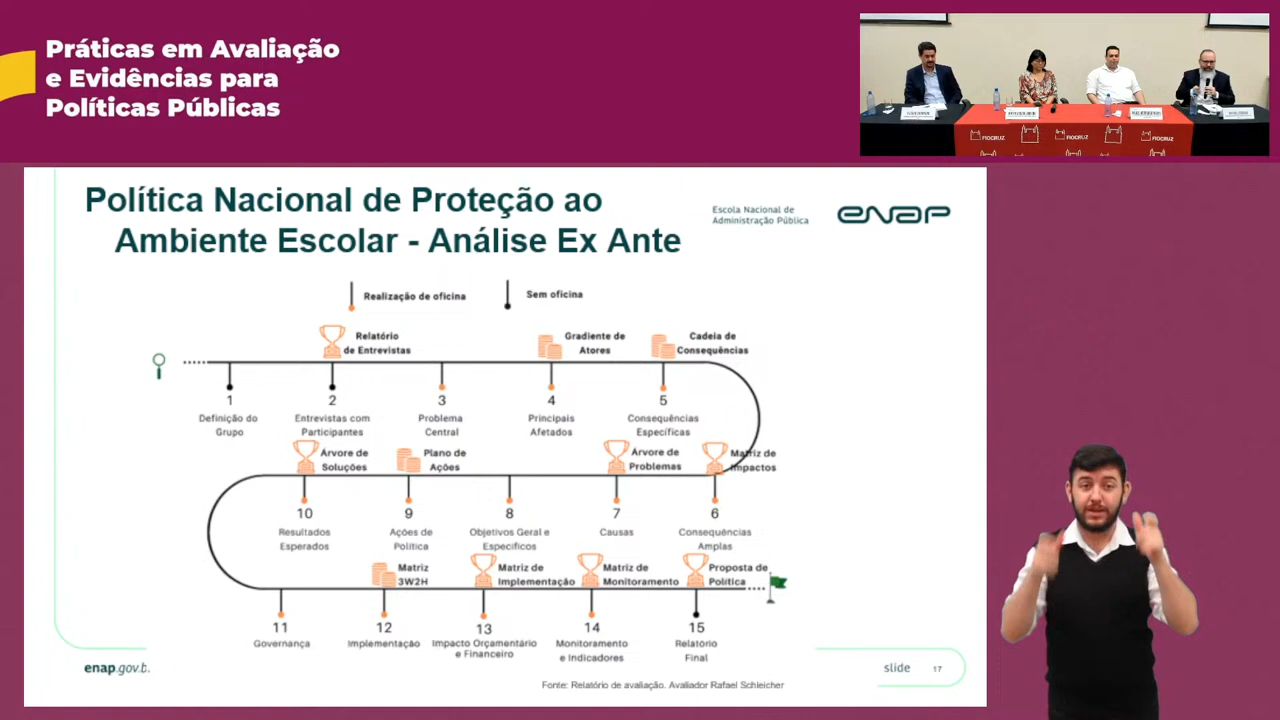 Práticas em Avaliação
e Evidências para
Políticas Públicas
FIOCRUZ
FIOCRUZ
FIOCRUZ
Política Nacional de Proteção ao
Ambiente Escolar - Análise Ex Ante
Escola Nacional de
Administração Pública
enap
Realização de oficina
Sem oficina
Relatório
de Entrevistas
Gradiente de
Atores
Cadeia de
Consequências
1
2
3
4
5
Definição do
Grupo
Entrevistas com
Participantes
Problema
Central
Principais
Afetados
Consequências
Específicas
Árvore de
Soluções
Plano de
Ações
Árvore de
Problemas
Matriz de
Impactos
10
9
8
7
6
Resultados
Esperados
Ações de
Política
Objetivos Geral e
Específicos
Causas
Consequências
Amplas
Matriz
3W2H
Matriz de
Implementação
Matriz de
Monitoramento
Proposta de
Política
11
12
13
14
15
Governança
Implementação
Impacto Orçamentário
e Financeiro
Monitoramento
e Indicadores
Relatório
Final
enap.gov.b.
slide 17
Fonte: Relatório de avaliação. Avaliador Rafael Schleicher